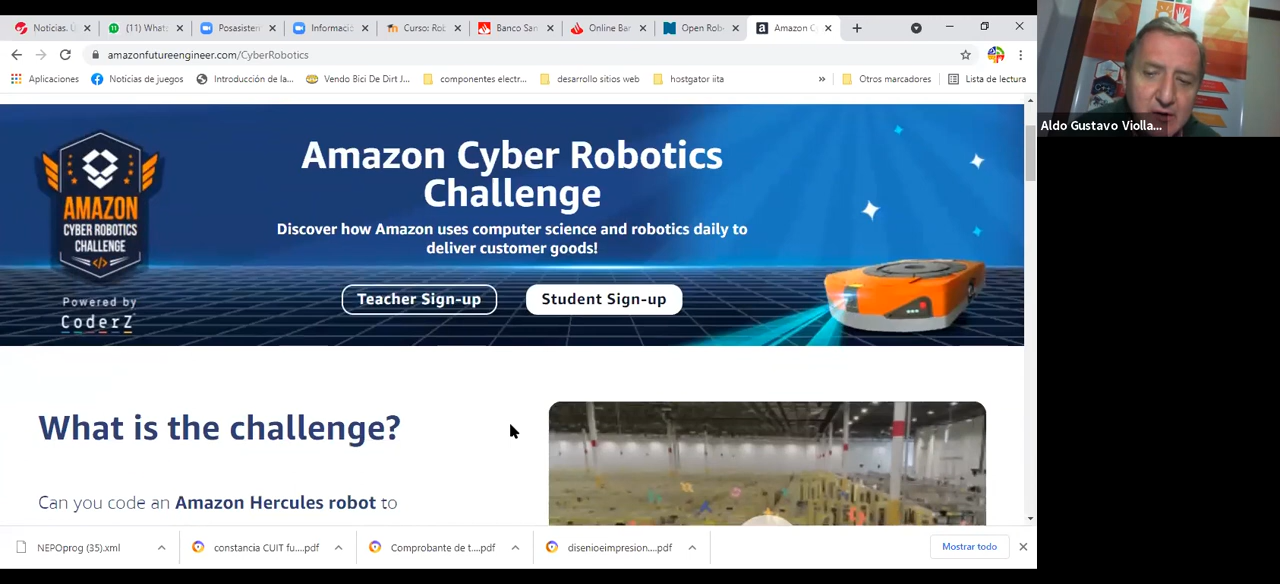 Noticias. U
(11) Whats
Posasisten
Informació
Curso: Rob
Banco San
Online Ban
Open Rob
Amazon C
amazonfutureengineer.com/CyberRobotics
Aplicaciones
Noticias de juegos
Introducción de la...
Vendo Bici De Dirt J...
componentes electr...
desarrollo sitios web
hostgator iita
»
Otros marcadores
Lista de lectura
Aldo Gustavo Violla...
AMAZON
CYBER ROBOTICS
CHALLENGE
</>
Powered by
CoderZ
Amazon Cyber Robotics
Challenge
Discover how Amazon uses computer science and robotics daily to
deliver customer goods!
Teacher Sign-up
Student Sign-up
What is the challenge?
Can you code an Amazon Hercules robot to
NEPOprog (35).xml
constancia CUIT fu....pdf
Comprobante de t....pdf
disenioeimpresion....pdf
Mostrar todo